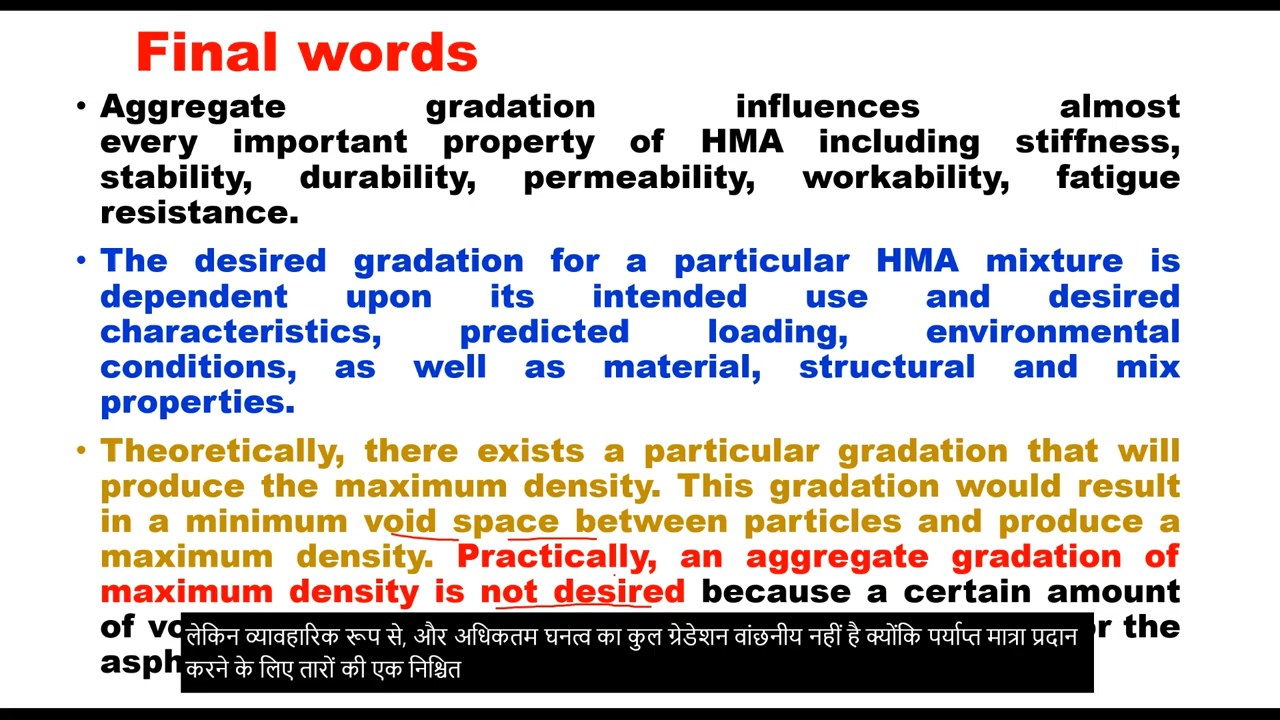 Final words
• Aggregate gradation influences almost
every important property of HMA including stiffness,
stability, durability, permeability, workability, fatigue
resistance.
• The desired gradation for a particular HMA mixture is
dependent upon its intended use and desired
characteristics, predicted loading, environmental
conditions, as well as material, structural and mix
properties.
• Theoretically, there exists a particular gradation that will
produce the maximum density. This gradation would result
in a minimum void space between particles and produce a
maximum density. Practically, an aggregate gradation of
maximum density is not desired because a certain amount
of the
लेकिन व्यावहारिक रूप से, और अधिकतम घनत्व का कुल ग्रेडेशन वांछनीय नहीं है क्योंकि पर्याप्त मात्रा प्रदान
करने के लिए तारों की एक निश्चित